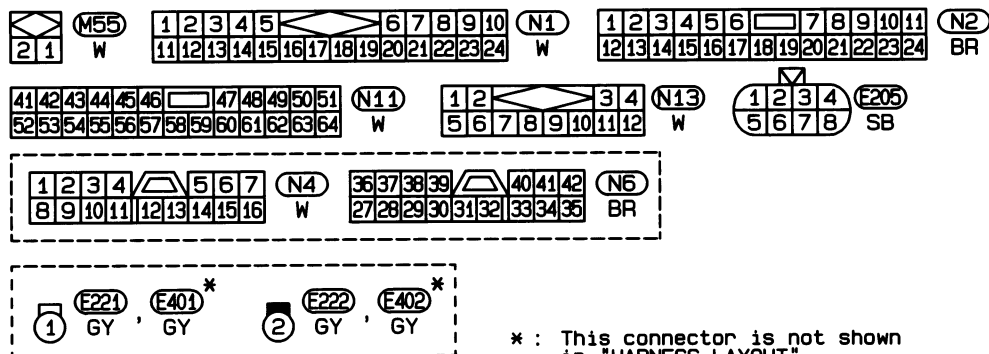 M55
2 1
W
1 2 3 4 5 6 7 8 9 10
11 12 13 14 15 16 17 18 19 20 21 22 23 24
N1
W
1 2 3 4 5 6 7 8 9 10 11
12 13 14 15 16 17 18 19 20 21 22 23 24
N2
BR
41 42 43 44 45 46 47 48 49 50 51
52 53 54 55 56 57 58 59 60 61 62 63 64
N11
W
1 2 3 4
5 6 7 8 9 10 11 12
N13
W
1 2 3 4
5 6 7 8
E205
SB
1 2 3 4 5 6 7
8 9 10 11 12 13 14 15 16
N4
W
36 37 38 39 40 41 42
27 28 29 30 31 32 33 34 35
N6
BR
1 E221 , E401 *
GY GY
2 E222 , E402 *
GY GY
* : This connector is not shown
in "HARNESS LAYOUT"